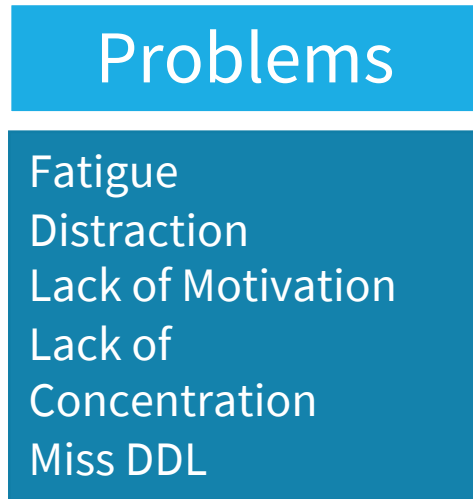 Problems
Fatigue
Distraction
Lack of Motivation
Lack of
Concentration
Miss DDL